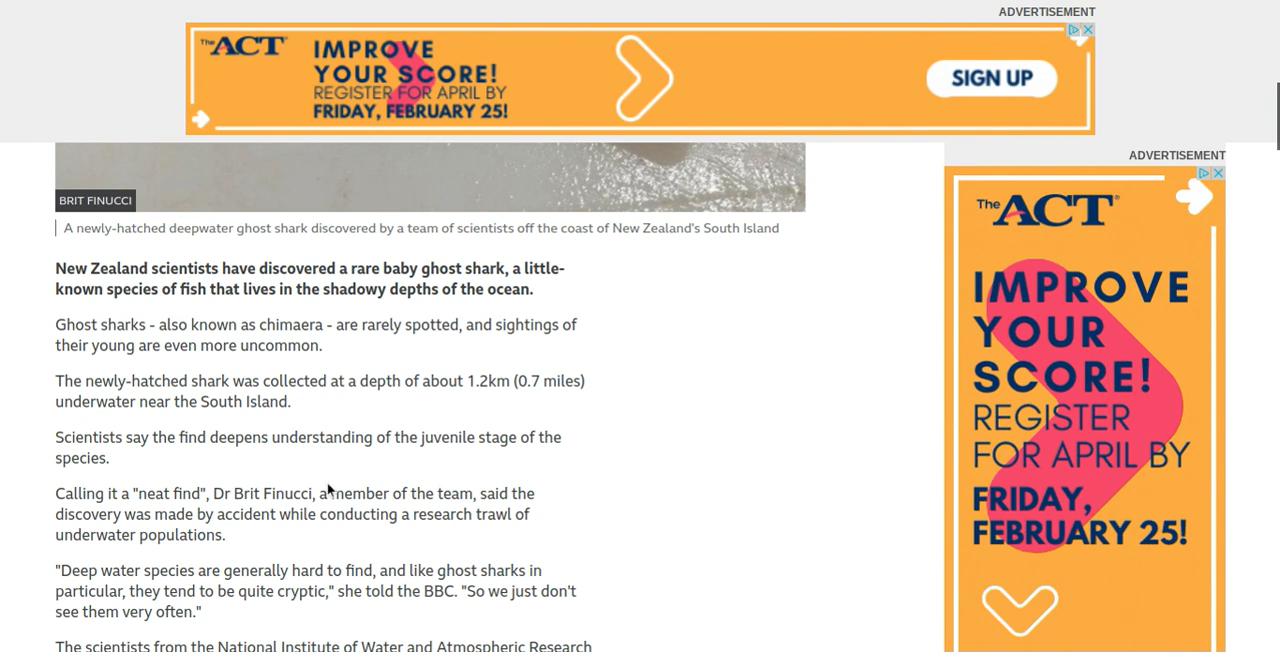 ADVERTISEMENT
The ACT
IMPROVE
YOUR SCORE!
REGISTER FOR APRIL BY
FRIDAY, FEBRUARY 25!
SIGN UP
BRIT FINUCCI
A newly-hatched deepwater ghost shark discovered by a team of scientists off the coast of New Zealand's South Island
New Zealand scientists have discovered a rare baby ghost shark, a little-
known species of fish that lives in the shadowy depths of the ocean.
Ghost sharks - also known as chimaera - are rarely spotted, and sightings of
their young are even more uncommon.
The newly-hatched shark was collected at a depth of about 1.2km (0.7 miles)
underwater near the South Island.
Scientists say the find deepens understanding of the juvenile stage of the
species.
Calling it a "neat find", Dr Brit Finucci, a member of the team, said the
discovery was made by accident while conducting a research trawl of
underwater populations.
"Deep water species are generally hard to find, and like ghost sharks in
particular, they tend to be quite cryptic," she told the BBC. "So we just don't
see them very often."
The scientists from the National Institute of Water and Atmospheric Research
ADVERTISEMENT
The ACT®
IMPROVE
YOUR
SCORE!
REGISTER
FOR APRIL BY
FRIDAY,
FEBRUARY 25!